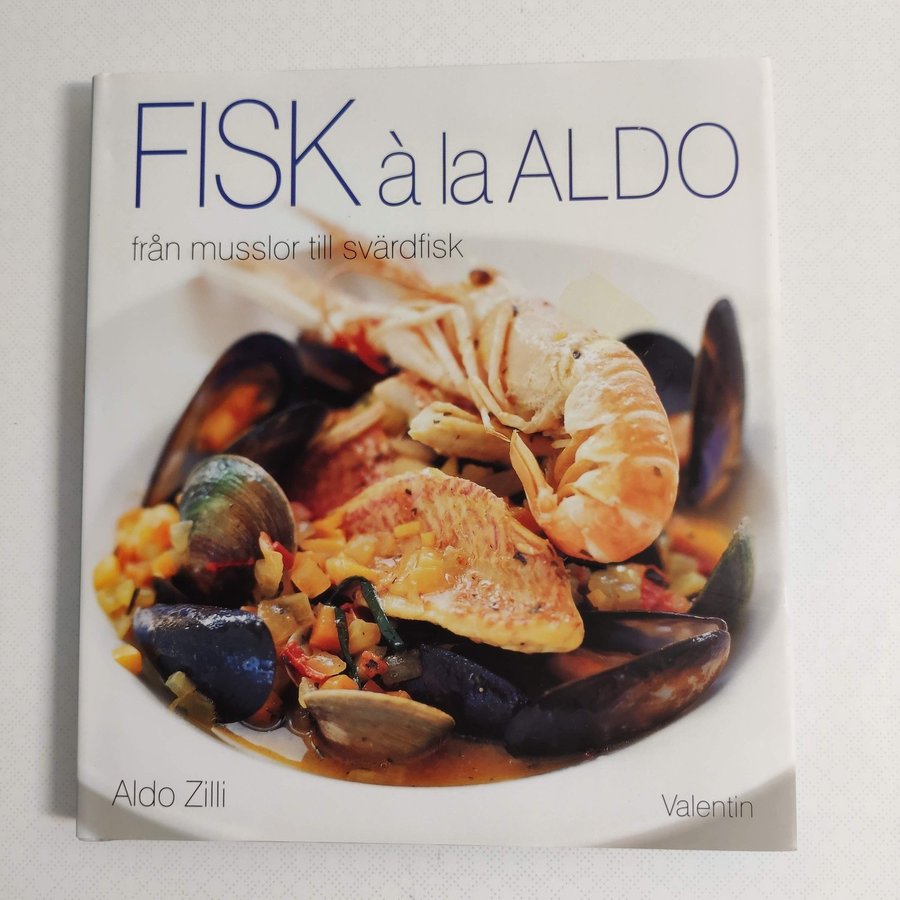 FISK à la ALDO
från musslor till svärdfisk
Aldo Zilli
Valentin